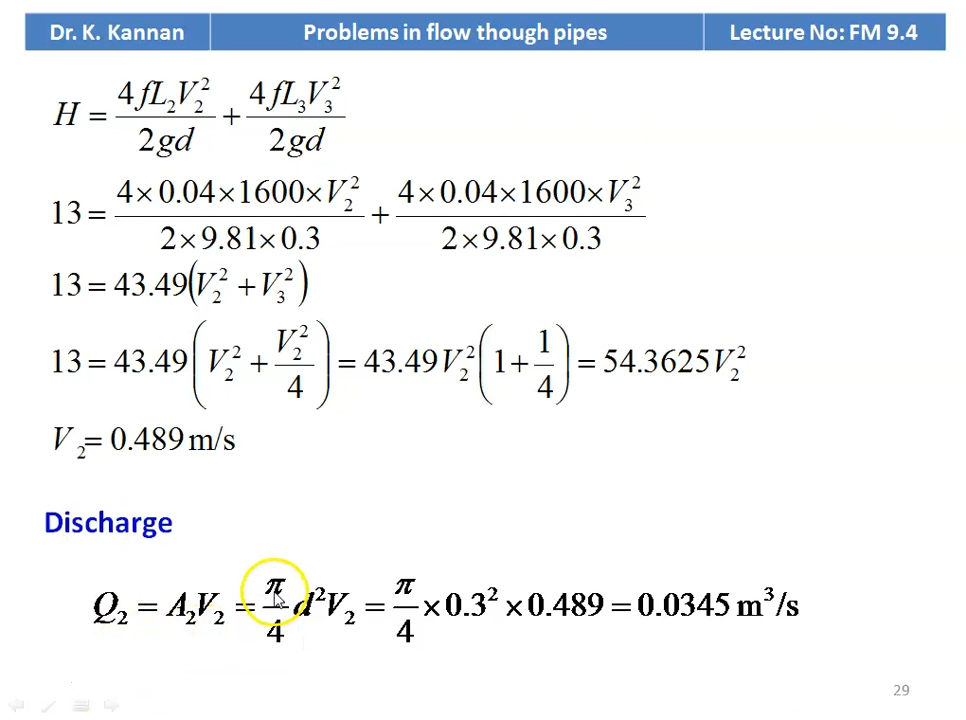 Dr. K. Kannan Problems in flow though pipes Lecture No: FM 9.4
H = 4fL₂V₂²/2gd + 4fL₃V₃²/2gd
13 = 4×0.04×1600×V₂²/2×9.81×0.3 + 4×0.04×1600×V₃²/2×9.81×0.3
13 = 43.49(V₂² + V₃²)
13 = 43.49(V₂² + V₂²/4) = 43.49V₂²(1 + 1/4) = 54.3625V₂²
V₂= 0.489 m/s
Discharge
Q₂ = A₂V₂ = π/4 d²V₂ = π/4 × 0.3² × 0.489 = 0.0345 m³/s
29